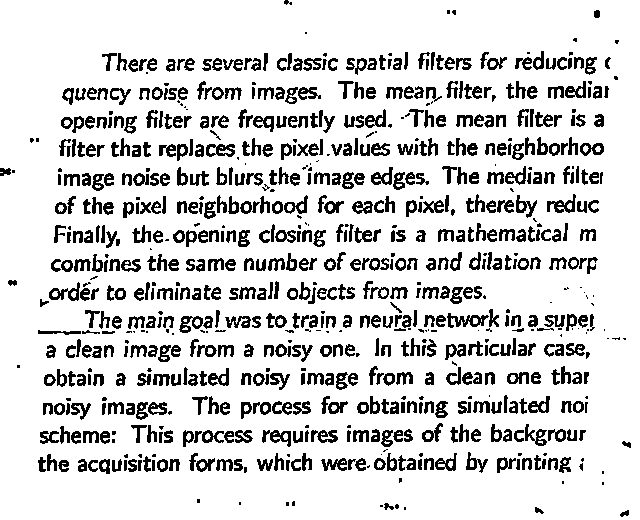 There are several classic spatial filters for reducing
quency noise from images. The mean filter, the median
opening filter are frequently used. The mean filter is a
filter that replaces the pixel values with the neighborhoo
image noise but blurs the image edges. The median filter
of the pixel neighborhood for each pixel, thereby reduc
Finally, the opening closing filter is a mathematical m
combines the same number of erosion and dilation morp
order to eliminate small objects from images.
The main goal was to train a neural network in a super
a clean image from a noisy one. In this particular case,
obtain a simulated noisy image from a clean one than
noisy images. The process for obtaining simulated noi
scheme: This process requires images of the backgrour
the acquisition forms, which were obtained by printing